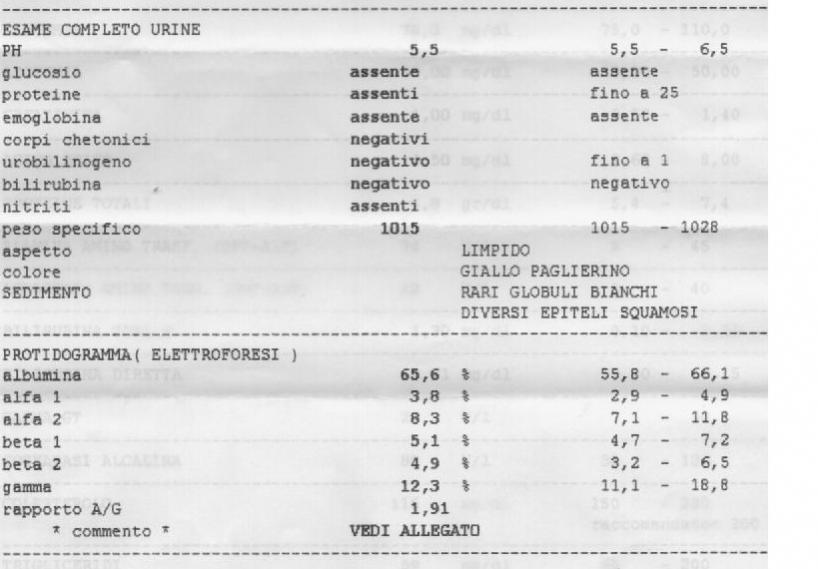 ESAME COMPLETO URINE
PH 5,5 5,5 - 6,5
glucosio assente assente
proteine assenti fino a 25
emoglobina assente assente
corpi chetonici negativi
urobilinogeno negativo fino a 1
bilirubina negativo negativo
nitriti assenti
peso specifico 1015 1015 - 1028
aspetto LIMPIDO
colore GIALLO PAGLIERINO
SEDIMENTO RARI GLOBULI BIANCHI
DIVERSI EPITELI SQUAMOSI
PROTIDOGRAMMA( ELETTROFORESI )
albumina 65,6 % 55,8 - 66,1
alfa 1 3,8 % 2,9 - 4,9
alfa 2 8,3 % 7,1 - 11,8
beta 1 5,1 % 4,7 - 7,2
beta 2 4,9 % 3,2 - 6,5
gamma 12,3 % 11,1 - 18,8
rapporto A/G 1,91
* commento * VEDI ALLEGATO